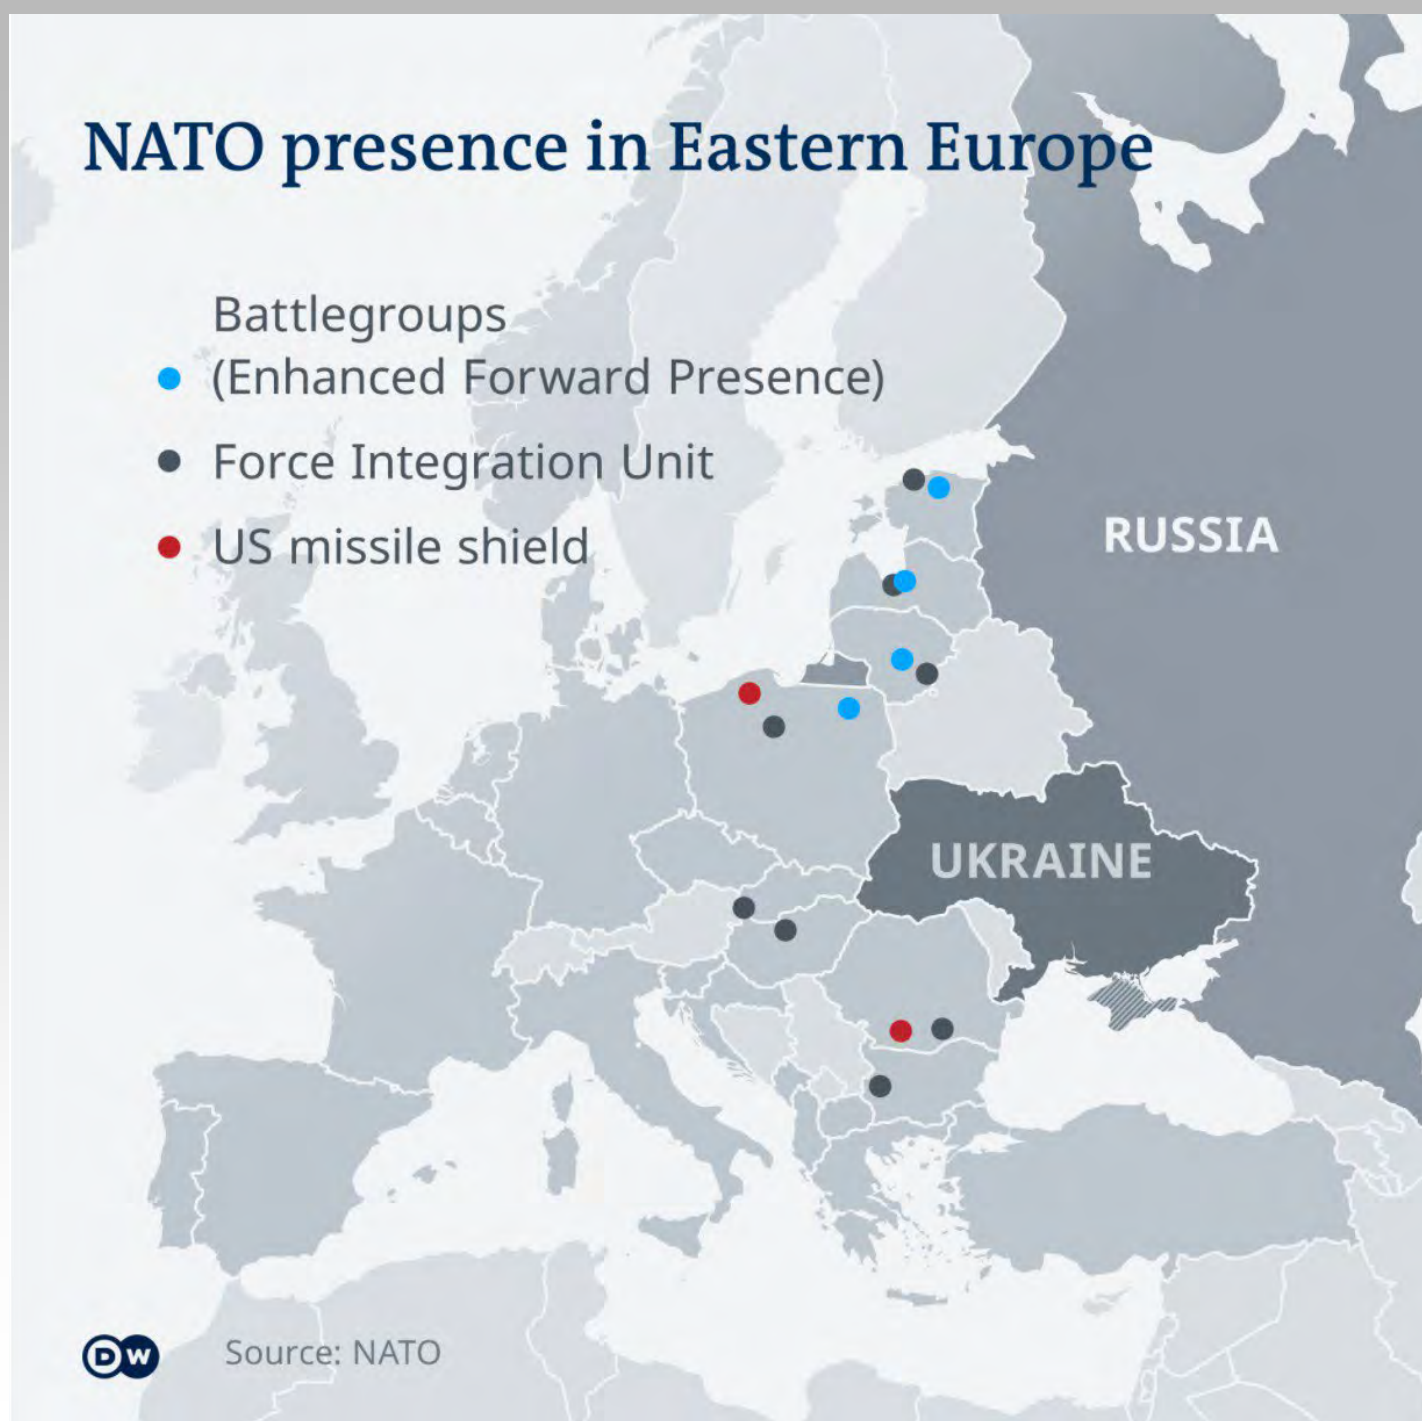 NATO presence in Eastern Europe
Battlegroups
(Enhanced Forward Presence)
Force Integration Unit
US missile shield
RUSSIA
UKRAINE
DW
Source: NATO